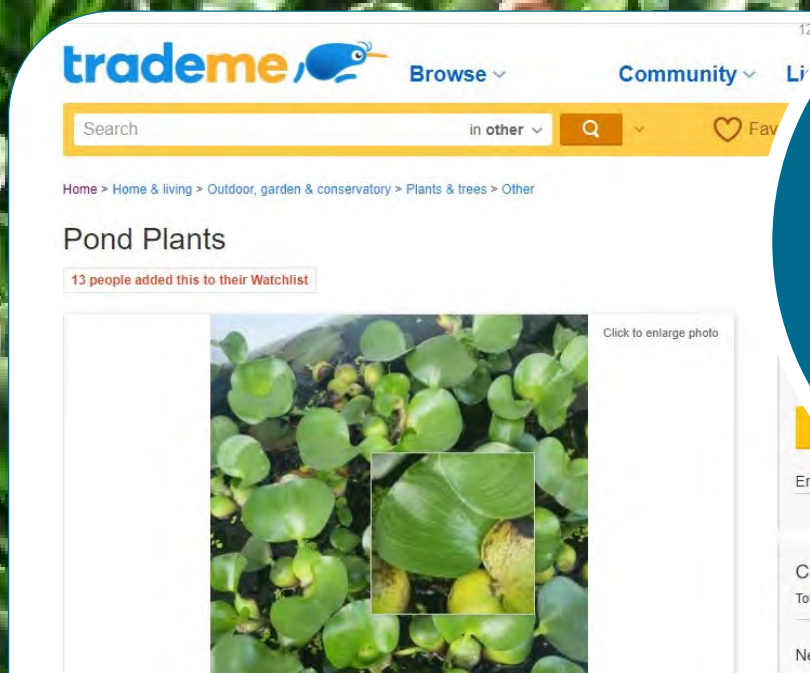 trademe
Browse
Community
Search
in other
Home > Home & living > Outdoor, garden & conservatory > Plants & trees > Other
Pond Plants
13 people added this to their Watchlist
Click to enlarge photo